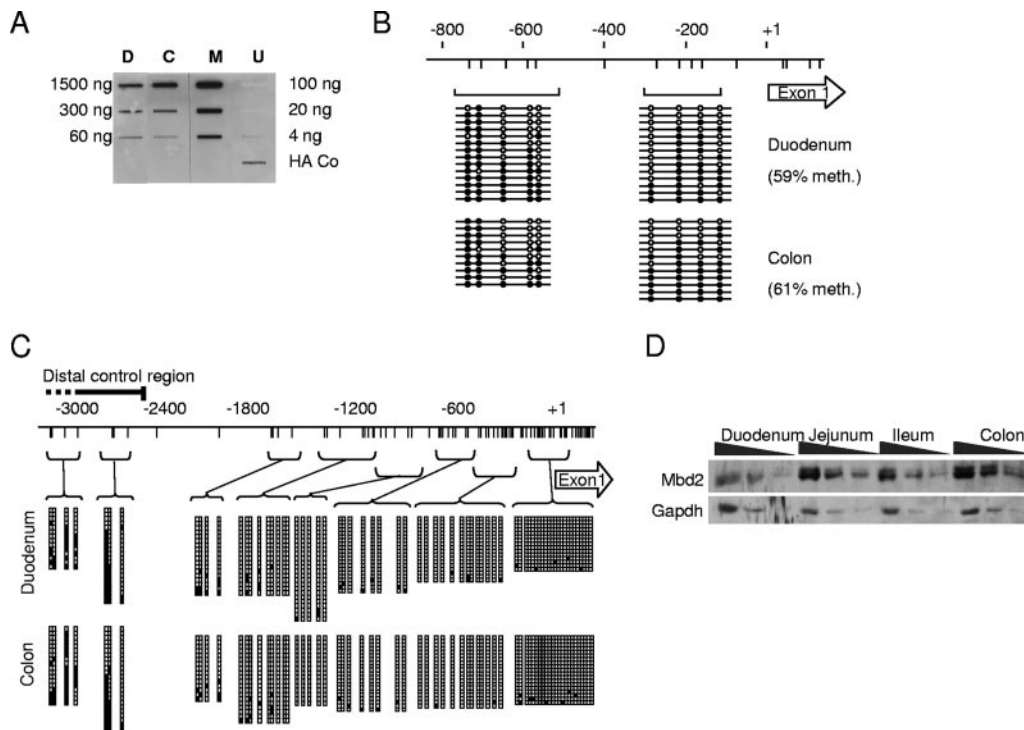 A
D C M U
1500 ng 100 ng
300 ng 20 ng
60 ng 4 ng
HA Co
B
-800 -600 -400 -200 +1
Exon 1
Duodenum
(59% meth.)
Colon
(61% meth.)
C
Distal control region
-3000 -2400 -1800 -1200 -600 +1
Exon1
Duodenum
Colon
D
Duodenum Jejunum Ileum Colon
Mbd2
Gapdh